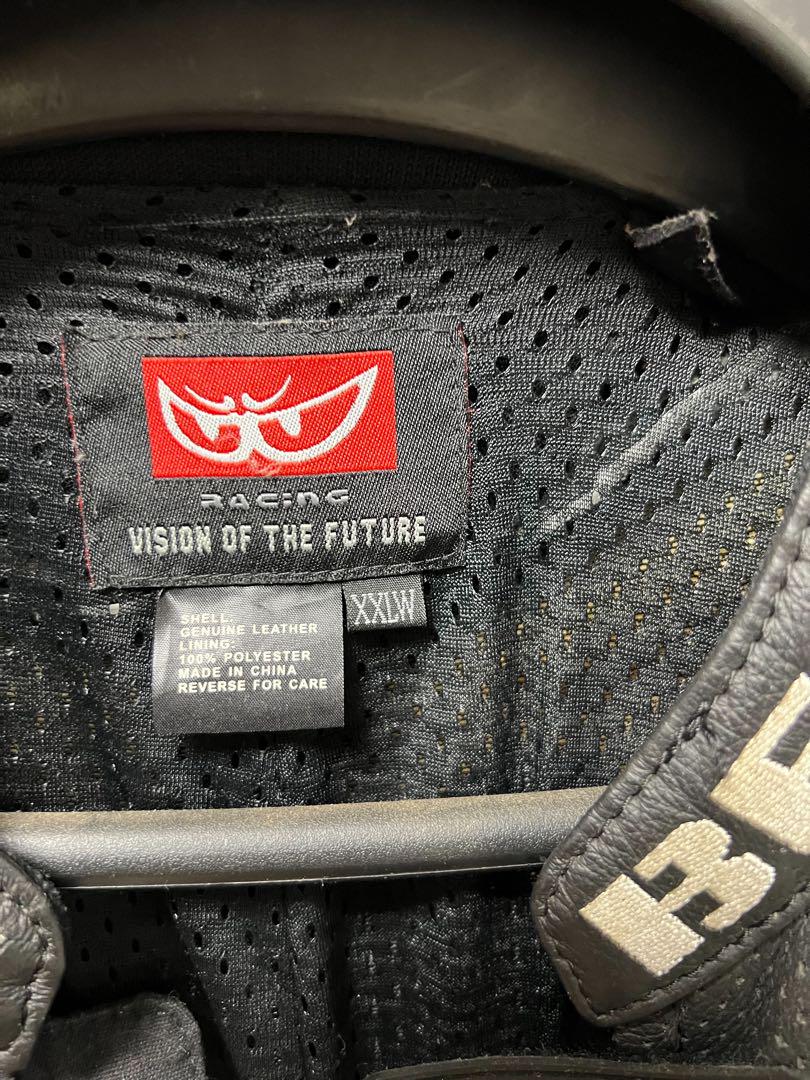 RACING
VISION OF THE FUTURE
XXLW
SHELL:
GENUINE LEATHER
LINING:
100% POLYESTER
MADE IN CHINA
REVERSE FOR CARE